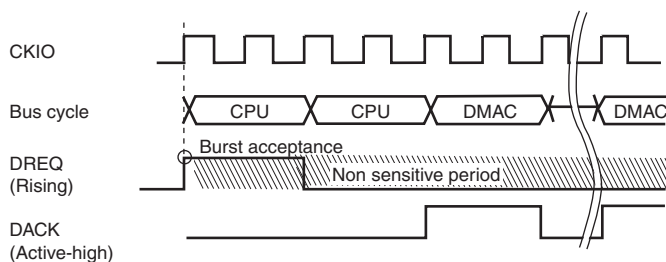 CKIO
Bus cycle
CPU
CPU
DMAC
DMAC
DREQ
(Rising)
Burst acceptance
Non sensitive period
DACK
(Active-high)